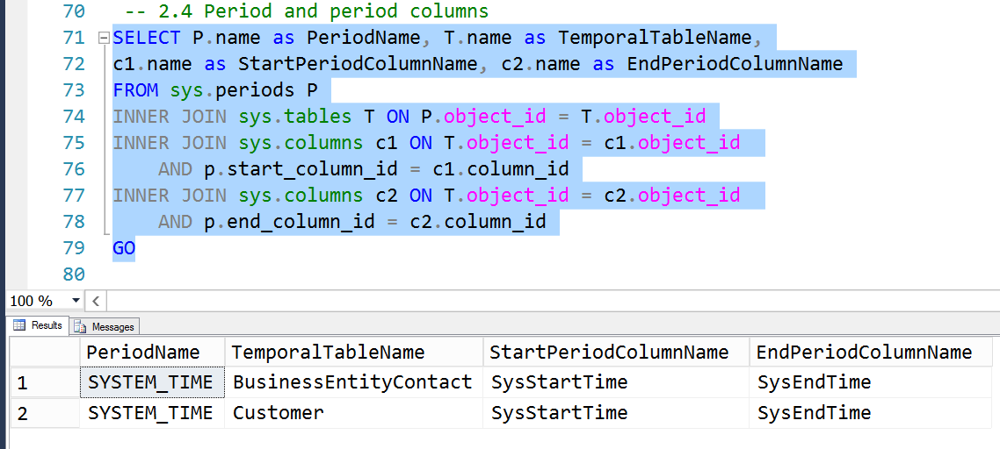 70 -- 2.4 Period and period columns
71 SELECT P.name as PeriodName, T.name as TemporalTableName,
72 c1.name as StartPeriodColumnName, c2.name as EndPeriodColumnName
73 FROM sys.periods P
74 INNER JOIN sys.tables T ON P.object_id = T.object_id
75 INNER JOIN sys.columns c1 ON T.object_id = c1.object_id
76 AND p.start_column_id = c1.column_id
77 INNER JOIN sys.columns c2 ON T.object_id = c2.object_id
78 AND p.end_column_id = c2.column_id
79 GO
80
100 %
Results Messages
PeriodName TemporalTableName StartPeriodColumnName EndPeriodColumnName
1 SYSTEM_TIME BusinessEntityContact SysStartTime SysEndTime
2 SYSTEM_TIME Customer SysStartTime SysEndTime